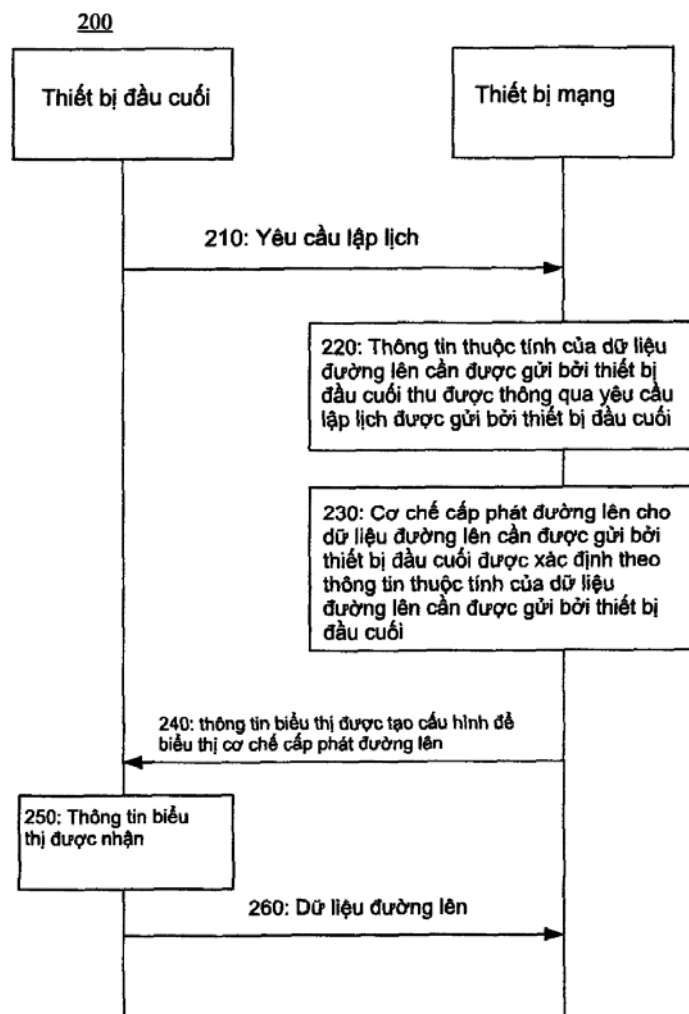 200
Thiết bị đầu cuối
Thiết bị mạng
210: Yêu cầu lập lịch
220: Thông tin thuộc tính của dữ liệu
đường lên cần được gửi bởi thiết bị
đầu cuối thu được thông qua yêu cầu
lập lịch được gửi bởi thiết bị đầu cuối
230: Cơ chế cấp phát đường lên cho
dữ liệu đường lên cần được gửi bởi
thiết bị đầu cuối được xác định theo
thông tin thuộc tính của dữ liệu
đường lên cần được gửi bởi thiết bị
đầu cuối
240: thông tin biểu thị được tạo cấu hình để
biểu thị cơ chế cấp phát đường lên
250: Thông tin biểu
thị được nhận
260: Dữ liệu đường lên